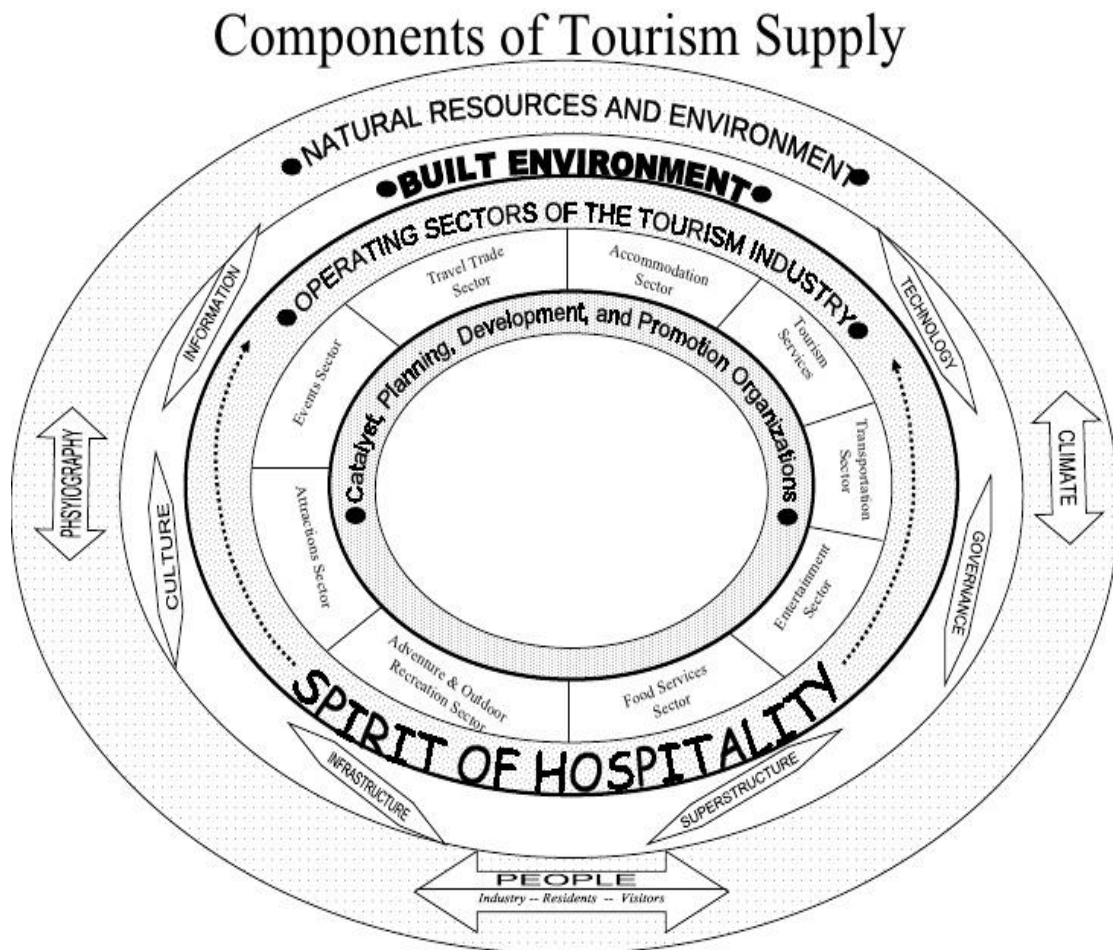 Components of Tourism Supply
NATURAL RESOURCES AND ENVIRONMENT
BUILT ENVIRONMENT
OPERATING SECTORS OF THE TOURISM INDUSTRY
Travel Trade
Sector
Accommodation
Sector
INFORMATION
TECHNOLOGY
Events Sector
Tourism
Services
Catalyst, Planning, Development, and Promotion Organizations
PHSYIOGRAPHY
CLIMATE
Transportation
Sector
CULTURE
Attractions Sector
GOVERNANCE
Entertainment
Sector
Adventure & Outdoor
Recreation Sector
Food Services
Sector
SPIRIT OF HOSPITALITY
INFRASTRUCTURE
SUPERSTRUCTURE
PEOPLE
Industry -- Residents -- Visitors